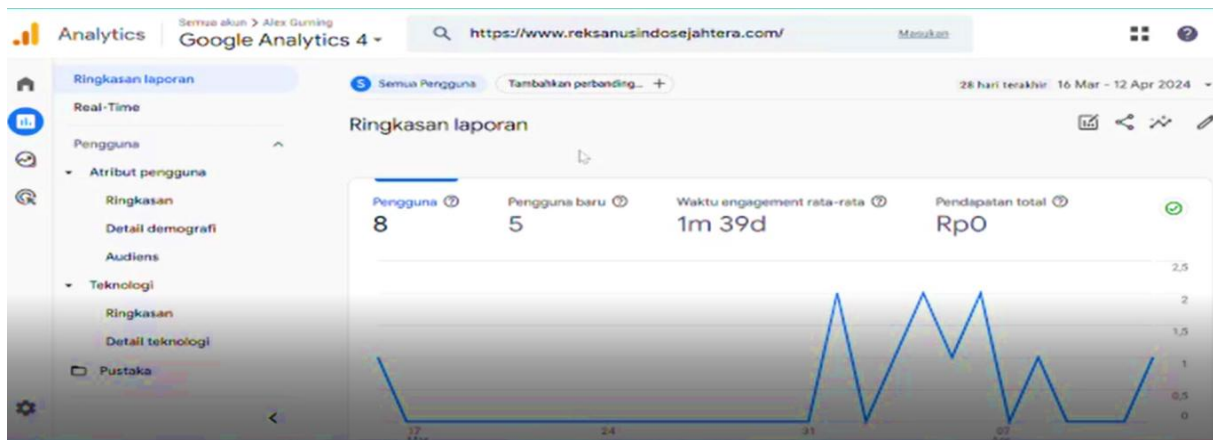 Semua akun > Alex Gurning
Analytics
Google Analytics 4
https://www.reksanusindosejahtera.com/
Masukan
Ringkasan laporan
Real-Time
Pengguna
Atribut pengguna
Ringkasan
Detail demografi
Audiens
Teknologi
Ringkasan
Detail teknologi
Pustaka
S Semua Pengguna
Tambahkan perbanding... +
28 hari terakhir 16 Mar - 12 Apr 2024
Ringkasan laporan
Pengguna
8
Pengguna baru
5
Waktu engagement rata-rata
1m 39d
Pendapatan total
Rp0
2,5
2
1,5
1
0,5
0
17
24
31
07